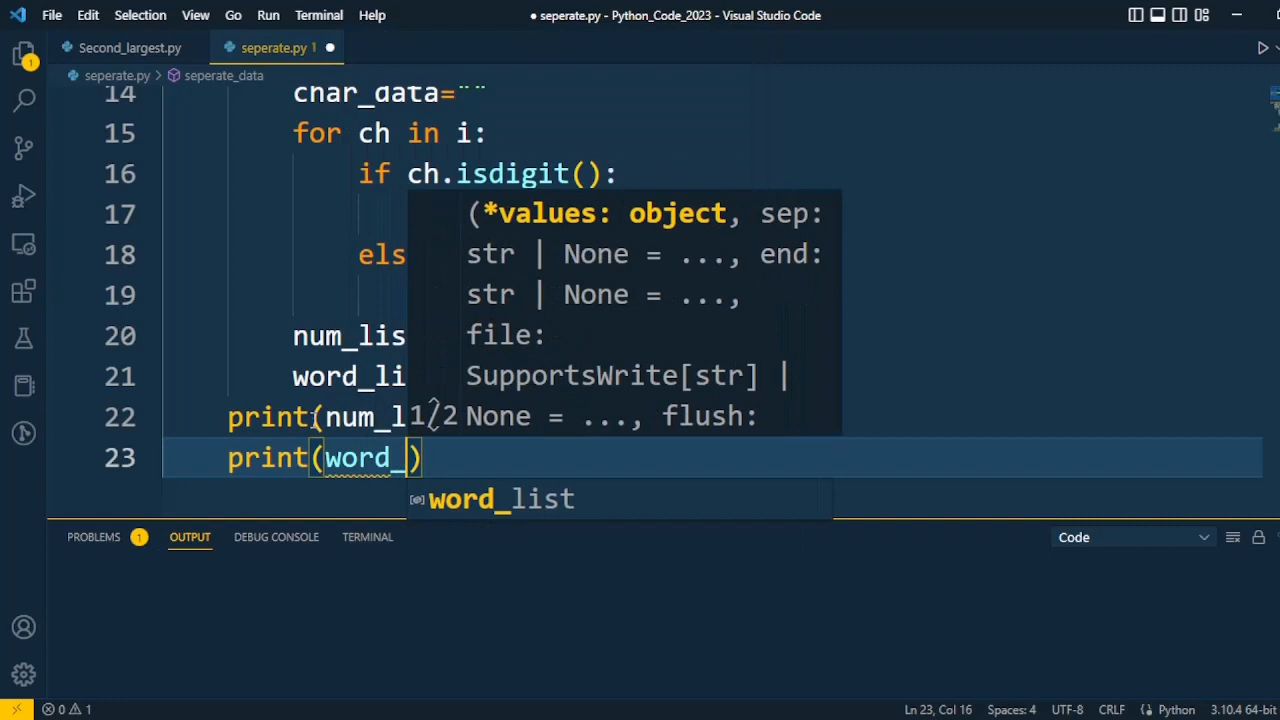 File Edit Selection View Go Run Terminal Help
● seperate.py - Python_Code_2023 - Visual Studio Code
Second_largest.py
seperate.py 1
seperate.py > seperate_data
1
14 char_data=""
15 for ch in i:
16 if ch.isdigit():
17
18 els
19
20 num_lis
21 word_li
22 print(num_l
23 print(word_)
(*values: object, sep:
str | None = ..., end:
str | None = ...,
file:
SupportsWrite[str] |
1/2 None = ..., flush:
word_list
PROBLEMS 1 OUTPUT DEBUG CONSOLE TERMINAL
Code
0 1
Ln 23, Col 16 Spaces: 4 UTF-8 CRLF Python 3.10.4 64-bit